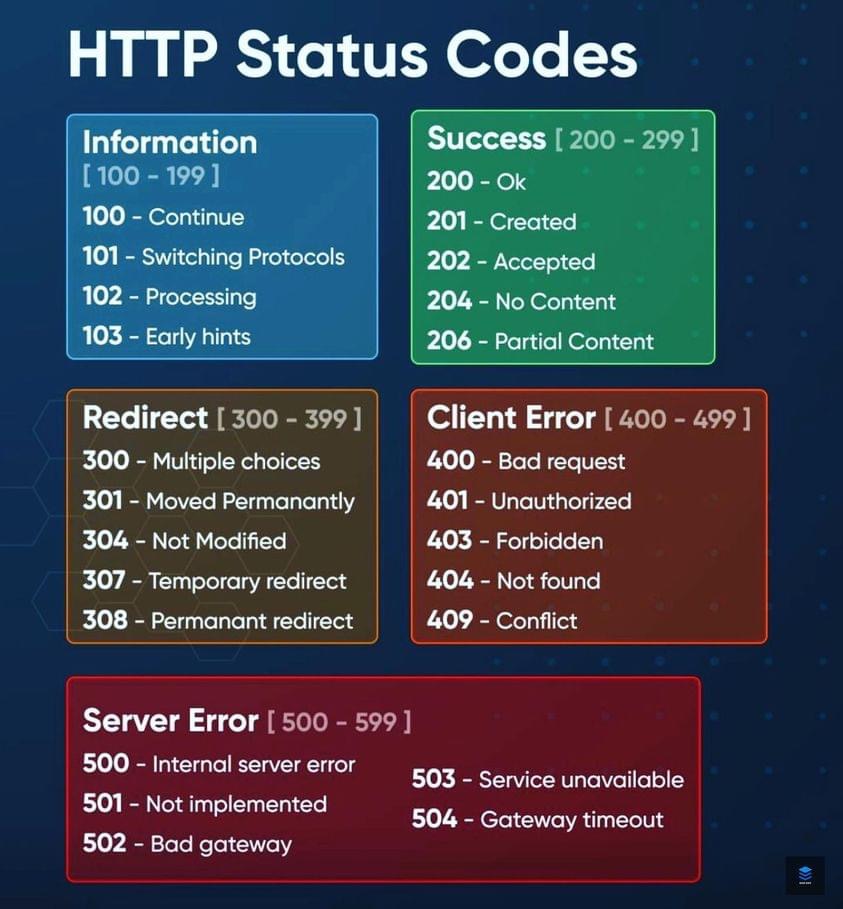 HTTP Status Codes
Information
[ 100 - 199 ]
100 - Continue
101 - Switching Protocols
102 - Processing
103 - Early hints
Success [ 200 - 299 ]
200 - Ok
201 - Created
202 - Accepted
204 - No Content
206 - Partial Content
Redirect [ 300 - 399 ]
300 - Multiple choices
301 - Moved Permanantly
304 - Not Modified
307 - Temporary redirect
308 - Permanant redirect
Client Error [ 400 - 499 ]
400 - Bad request
401 - Unauthorized
403 - Forbidden
404 - Not found
409 - Conflict
Server Error [ 500 - 599 ]
500 - Internal server error
501 - Not implemented
502 - Bad gateway
503 - Service unavailable
504 - Gateway timeout